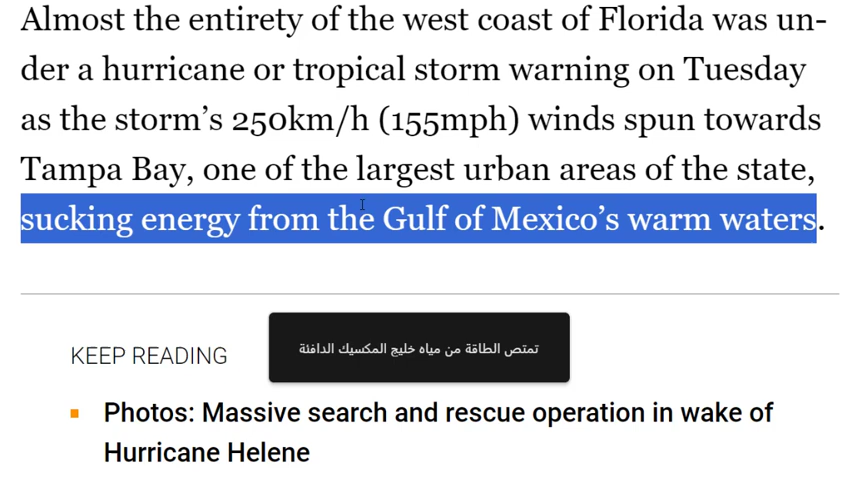 Almost the entirety of the west coast of Florida was un-
der a hurricane or tropical storm warning on Tuesday
as the storm’s 250km/h (155mph) winds spun towards
Tampa Bay, one of the largest urban areas of the state,
sucking energy from the Gulf of Mexico’s warm waters.
تمتص الطاقة من مياه خليج المكسيك الدافئة
KEEP READING
Photos: Massive search and rescue operation in wake of
Hurricane Helene